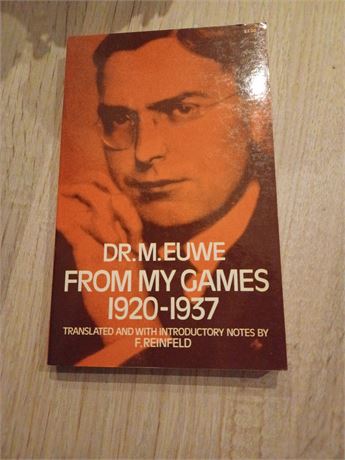 DR.M.EUWE
FROM MY GAMES
1920-1937
TRANSLATED AND WITH INTRODUCTORY NOTES BY
F.REINFELD